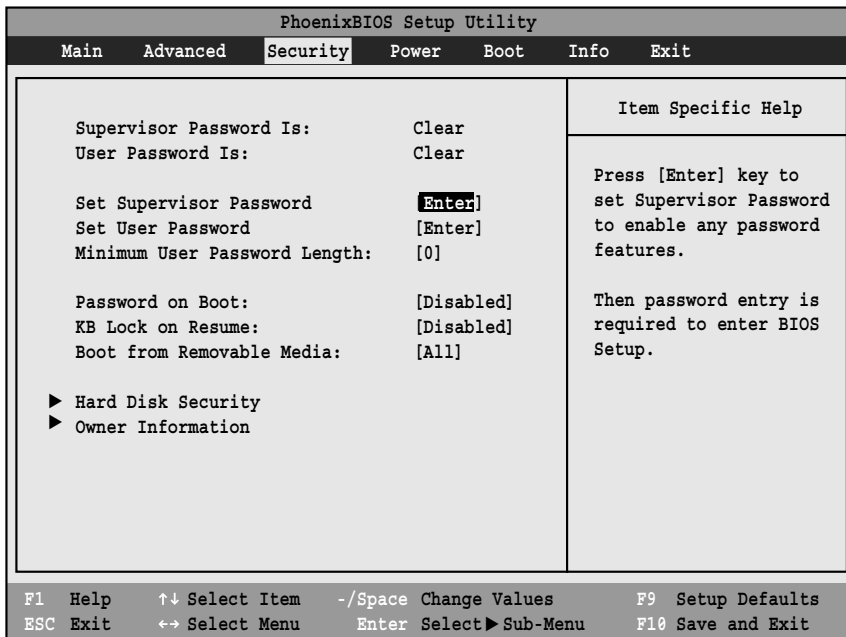 PhoenixBIOS Setup Utility
Main Advanced Security Power Boot Info Exit
Supervisor Password Is: Clear
User Password Is: Clear
Set Supervisor Password [Enter]
Set User Password [Enter]
Minimum User Password Length: [0]
Password on Boot: [Disabled]
KB Lock on Resume: [Disabled]
Boot from Removable Media: [All]
▶ Hard Disk Security
▶ Owner Information
Item Specific Help
Press [Enter] key to
set Supervisor Password
to enable any password
features.
Then password entry is
required to enter BIOS
Setup.
F1 Help ↑↓ Select Item -/Space Change Values F9 Setup Defaults
ESC Exit ←→ Select Menu Enter Select ▶ Sub-Menu F10 Save and Exit